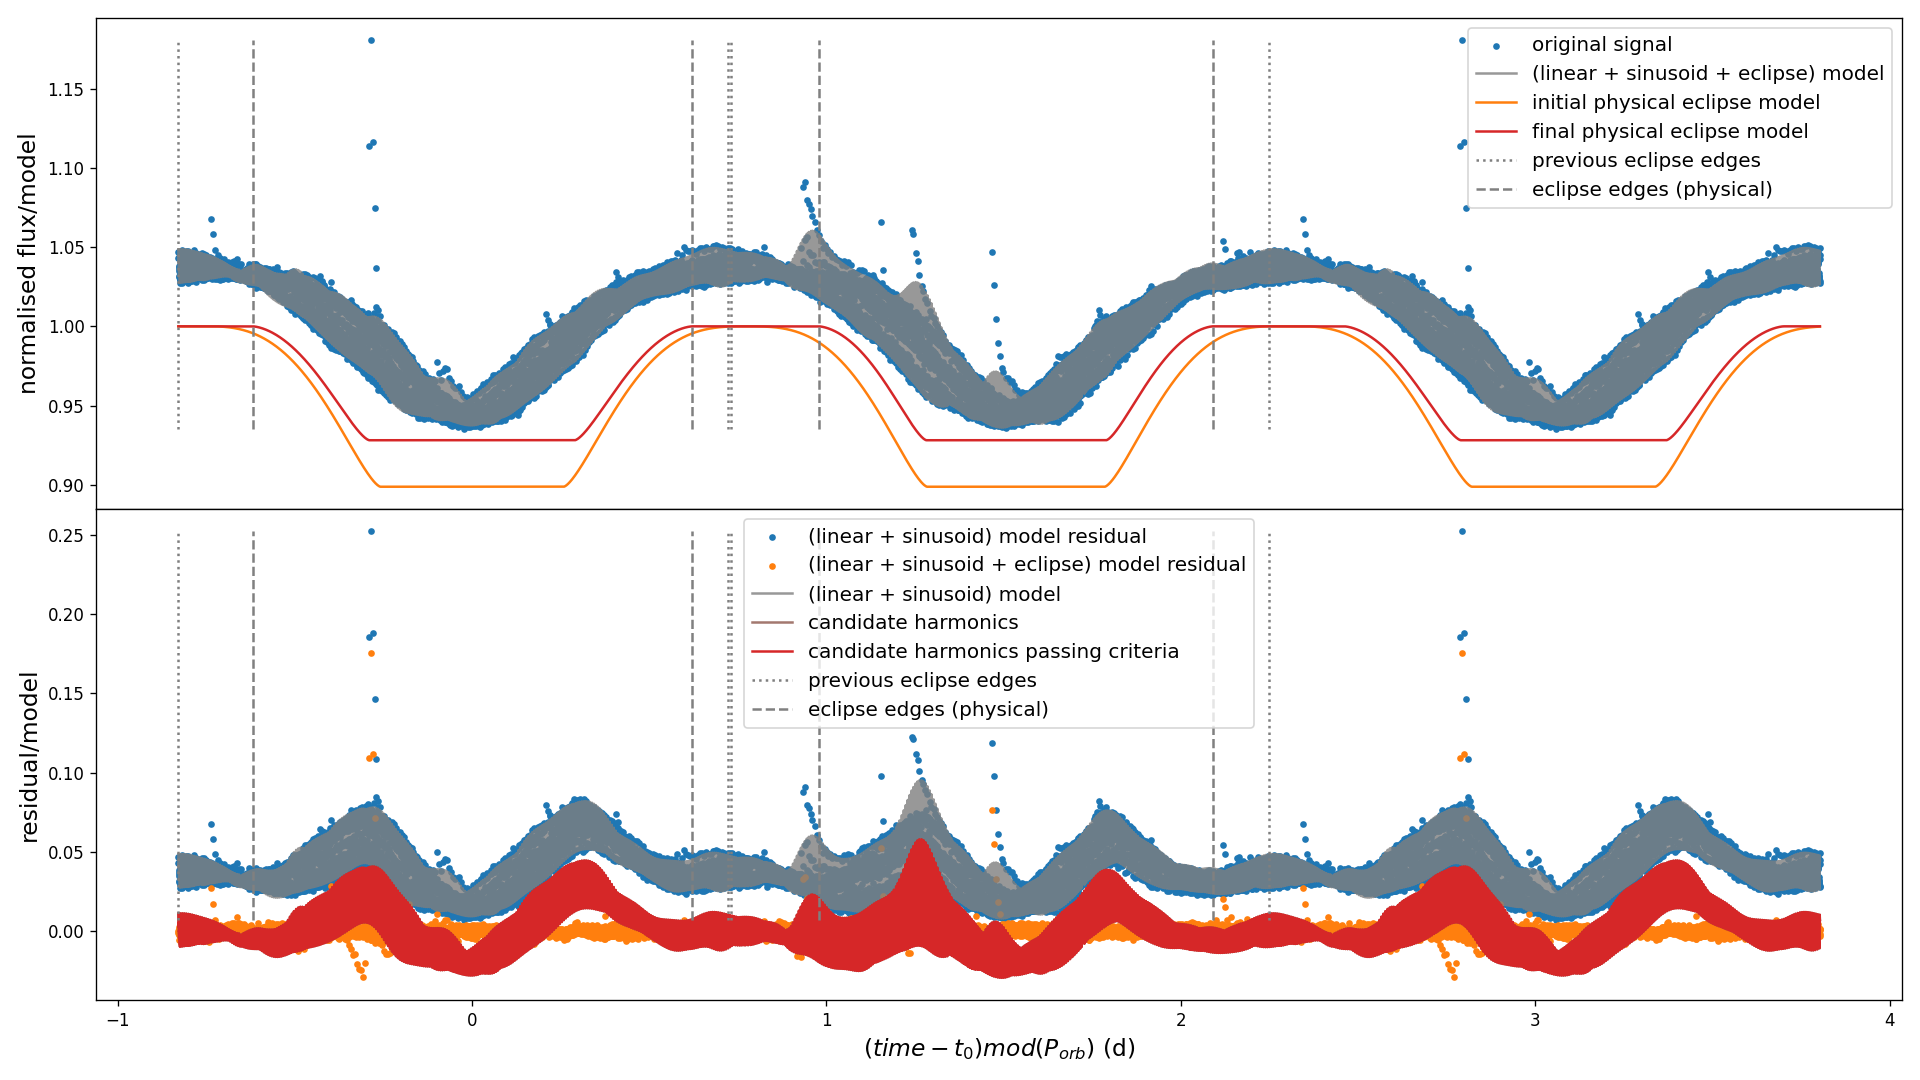 normalised flux/model
1.15
1.10
1.05
1.00
0.95
0.90
original signal
(linear + sinusoid + eclipse) model
initial physical eclipse model
final physical eclipse model
previous eclipse edges
eclipse edges (physical)
residual/model
0.25
0.20
0.15
0.10
0.05
0.00
(linear + sinusoid) model residual
(linear + sinusoid + eclipse) model residual
(linear + sinusoid) model
candidate harmonics
candidate harmonics passing criteria
previous eclipse edges
eclipse edges (physical)
−1 0 1 2 3 4
(time − t₀)mod(Pₒᵣb) (d)